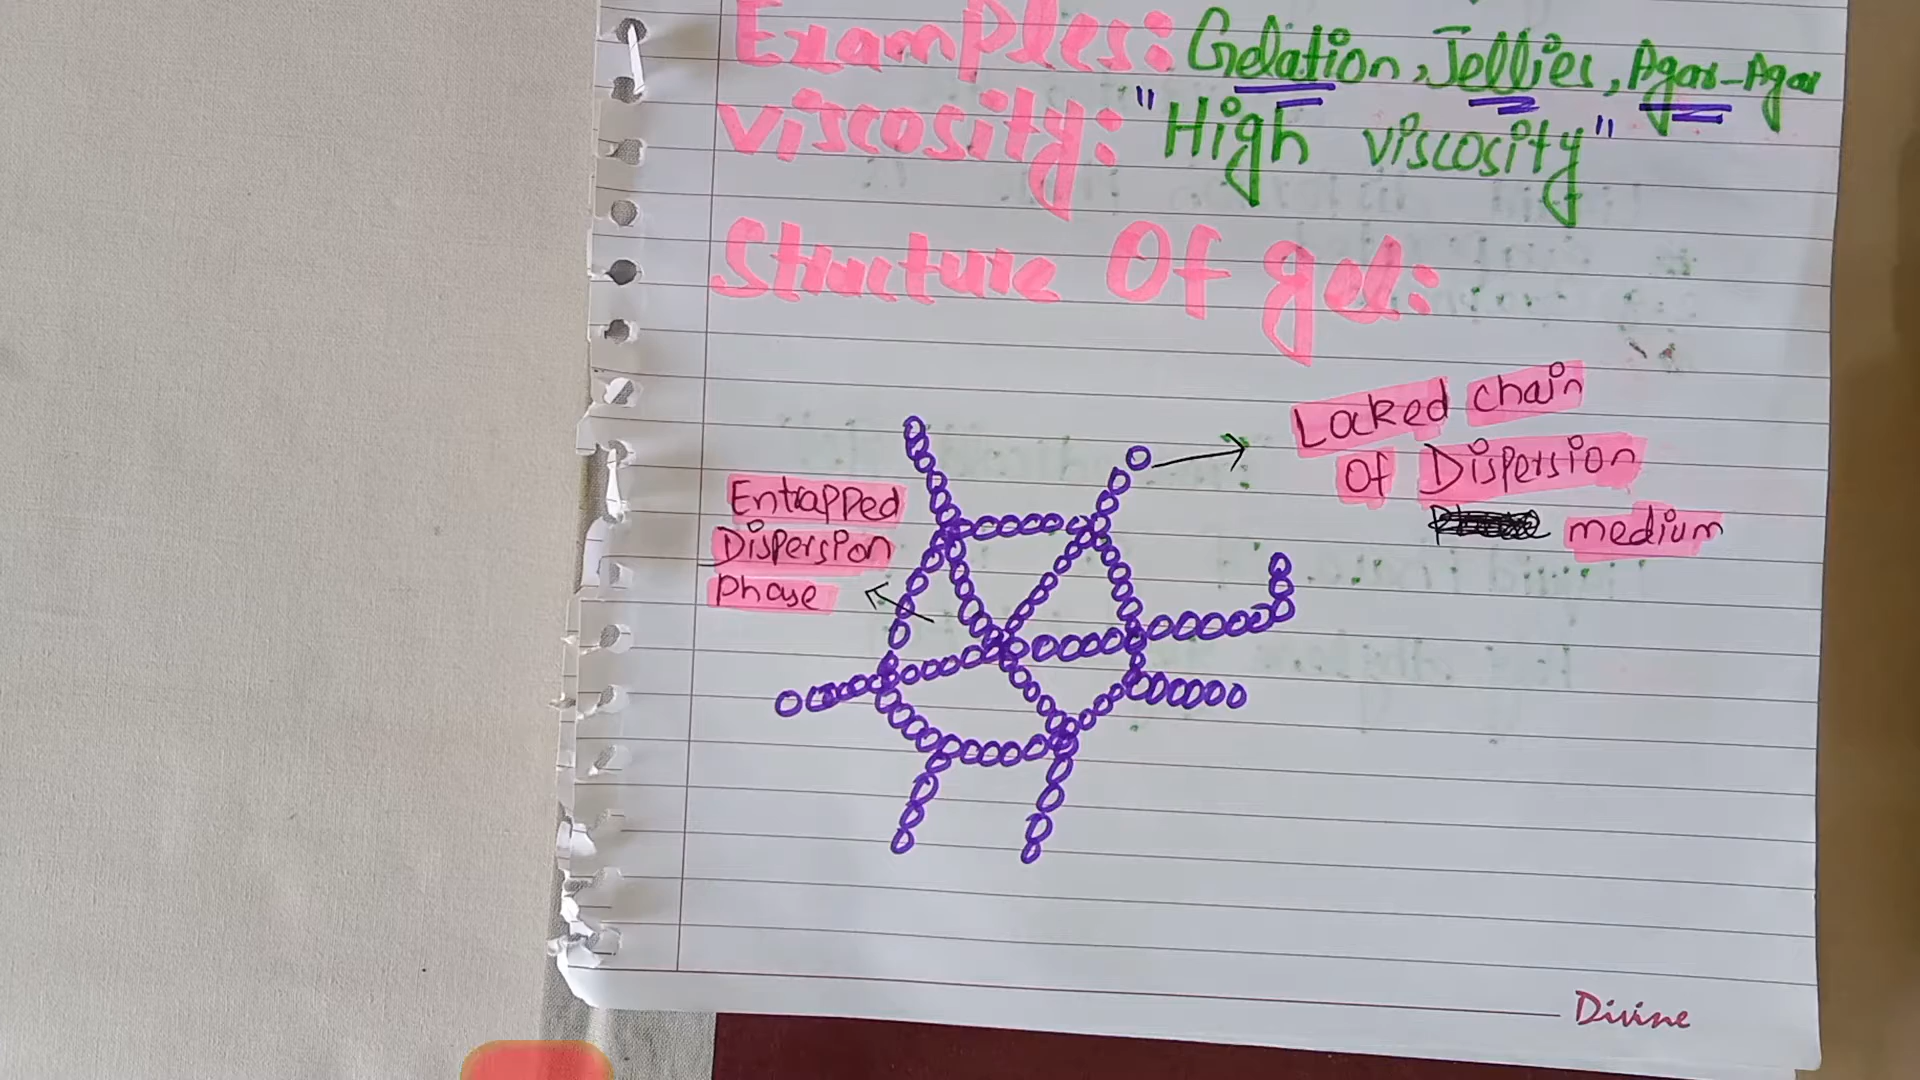 Examples: Gelation, Jellies, Agar-Agar
viscosity: "High viscosity"
Structure Of gel:
Locked chain
Of Dispersion
medium
Entrapped
Dispersion
phase
Divine